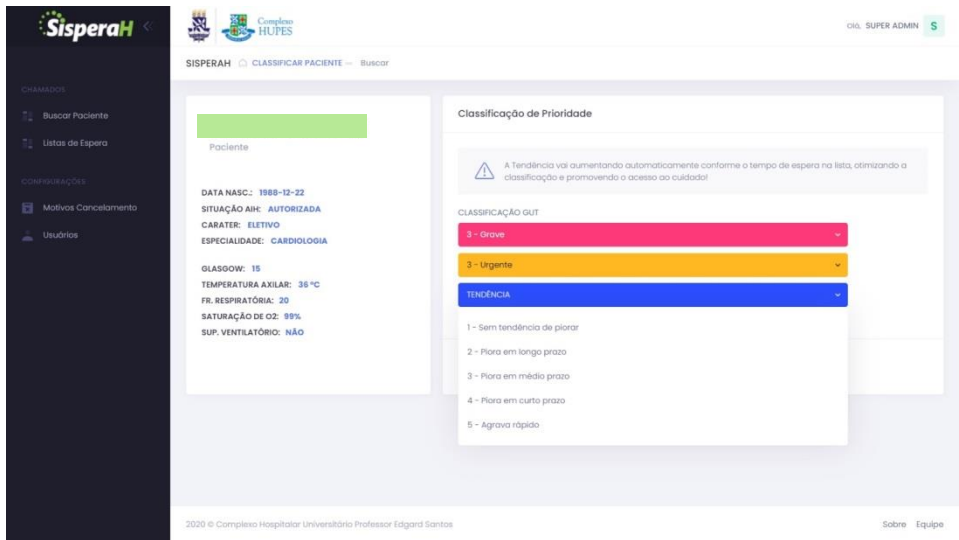 SisperaH
Complexo
HUPES
Olá, SUPER ADMIN S
SISPERAH CLASSIFICAR PACIENTE — Buscar
CHAMADOS
Buscar Paciente
Listas de Espera
CONFIGURAÇÕES
Motivos Cancelamento
Usuários
Paciente
DATA NASC.: 1988-12-22
SITUAÇÃO AIH: AUTORIZADA
CARATER: ELETIVO
ESPECIALIDADE: CARDIOLOGIA
GLASGOW: 15
TEMPERATURA AXILAR: 36 ºC
FR. RESPIRATÓRIA: 20
SATURAÇÃO DE O2: 99%
SUP. VENTILATÓRIO: NÃO
Classificação de Prioridade
A Tendência vai aumentando automaticamente conforme o tempo de espera na lista, otimizando a
classificação e promovendo o acesso ao cuidado!
CLASSIFICAÇÃO GUT
3 - Grave
3 - Urgente
TENDÊNCIA
1 - Sem tendência de piorar
2 - Piora em longo prazo
3 - Piora em médio prazo
4 - Piora em curto prazo
5 - Agrava rápido
2020 © Complexo Hospitalar Universitário Professor Edgard Santos
Sobre Equipe